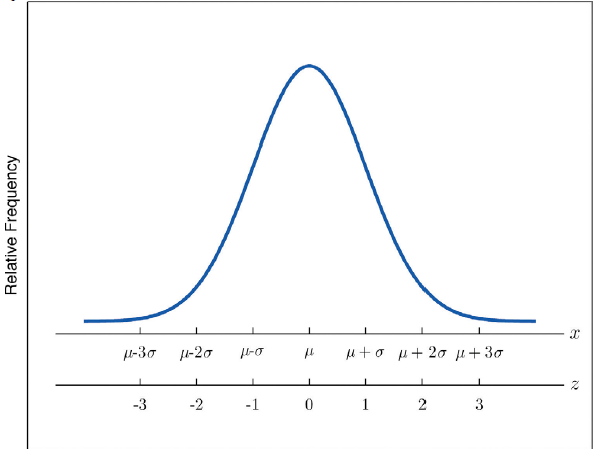 Relative Frequency
x
μ-3σ μ-2σ μ-σ μ μ + σ μ + 2σ μ + 3σ
z
-3 -2 -1 0 1 2 3